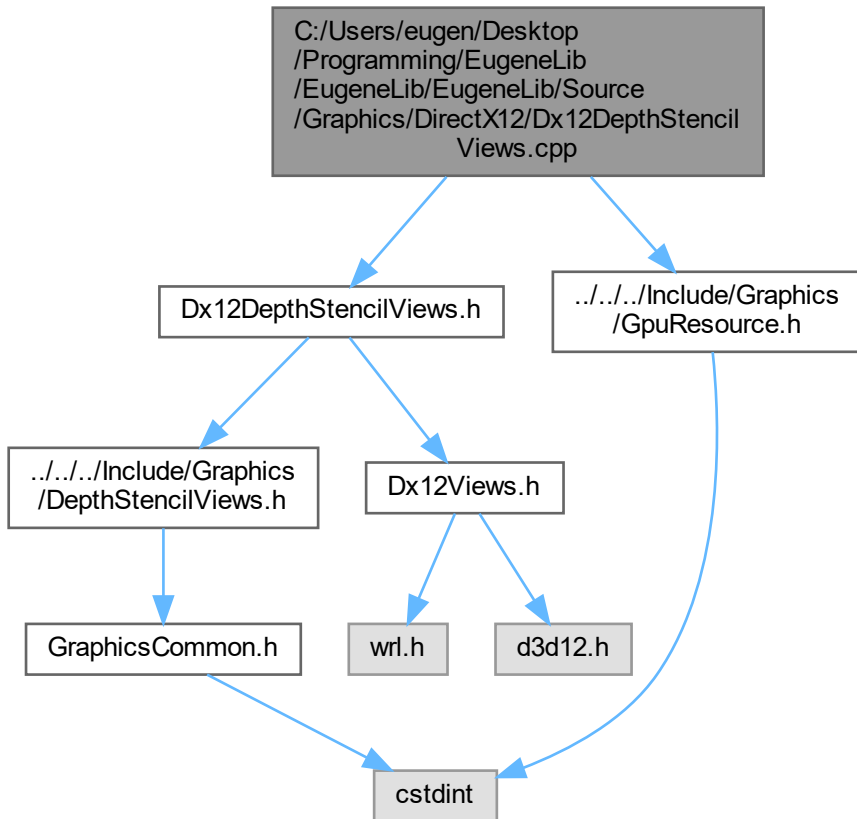 C:/Users/eugen/Desktop
/Programming/EugeneLib
/EugeneLib/EugeneLib/Source
/Graphics/DirectX12/Dx12DepthStencil
Views.cpp
Dx12DepthStencilViews.h
../../../Include/Graphics
/GpuResource.h
../../../Include/Graphics
/DepthStencilViews.h
Dx12Views.h
GraphicsCommon.h
wrl.h
d3d12.h
cstdint